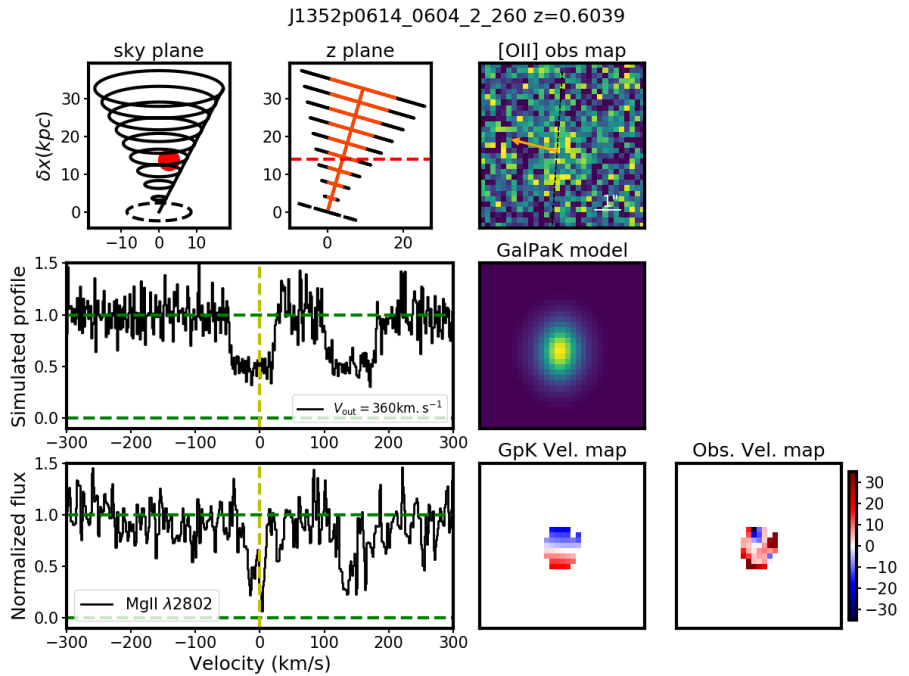 J1352p0614_0604_2_260 z=0.6039
sky plane
z plane
[OII] obs map
δx(kpc)
30
20
10
0
−10 0 10
30
20
10
0
0 20
1"
Simulated profile
1.5
1.0
0.5
0.0
V_out = 360km.s⁻¹
−300 −200 −100 0 100 200 300
GalPaK model
Normalized flux
1.5
1.0
0.5
0.0
MgII λ2802
−300 −200 −100 0 100 200 300
Velocity (km/s)
GpK Vel. map
Obs. Vel. map
30
20
10
0
−10
−20
−30